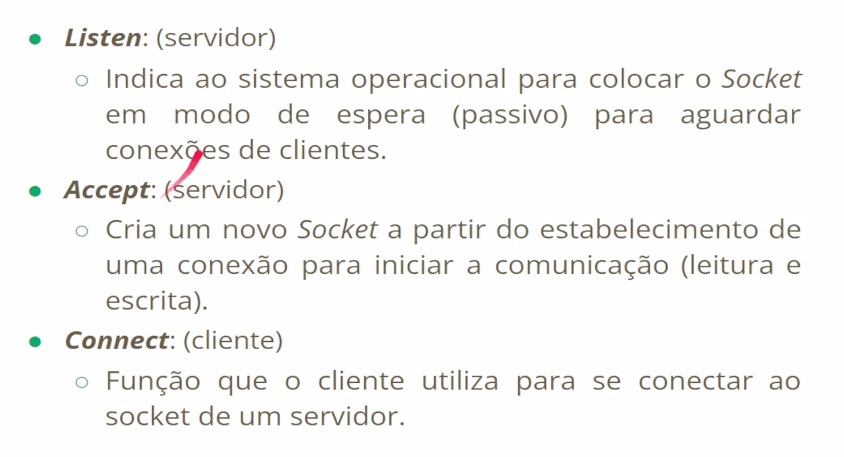 ● Listen: (servidor)
○ Indica ao sistema operacional para colocar o Socket
em modo de espera (passivo) para aguardar
conexões de clientes.
● Accept: (servidor)
○ Cria um novo Socket a partir do estabelecimento de
uma conexão para iniciar a comunicação (leitura e
escrita).
● Connect: (cliente)
○ Função que o cliente utiliza para se conectar ao
socket de um servidor.